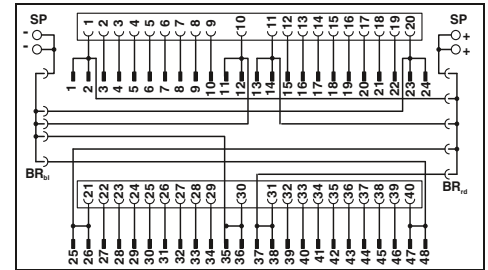 SP SP
- 1 2 3 4 5 6 7 8 9 10 11 12 13 14 15 16 17 18 19 20 +
- +
1 2 3 4 5 6 7 8 9 10 11 12 13 14 15 16 17 18 19 20 21 22 23 24
BRbl BRrd
21 22 23 24 25 26 27 28 29 30 31 32 33 34 35 36 37 38 39 40
25 26 27 28 29 30 31 32 33 34 35 36 37 38 39 40 41 42 43 44 45 46 47 48